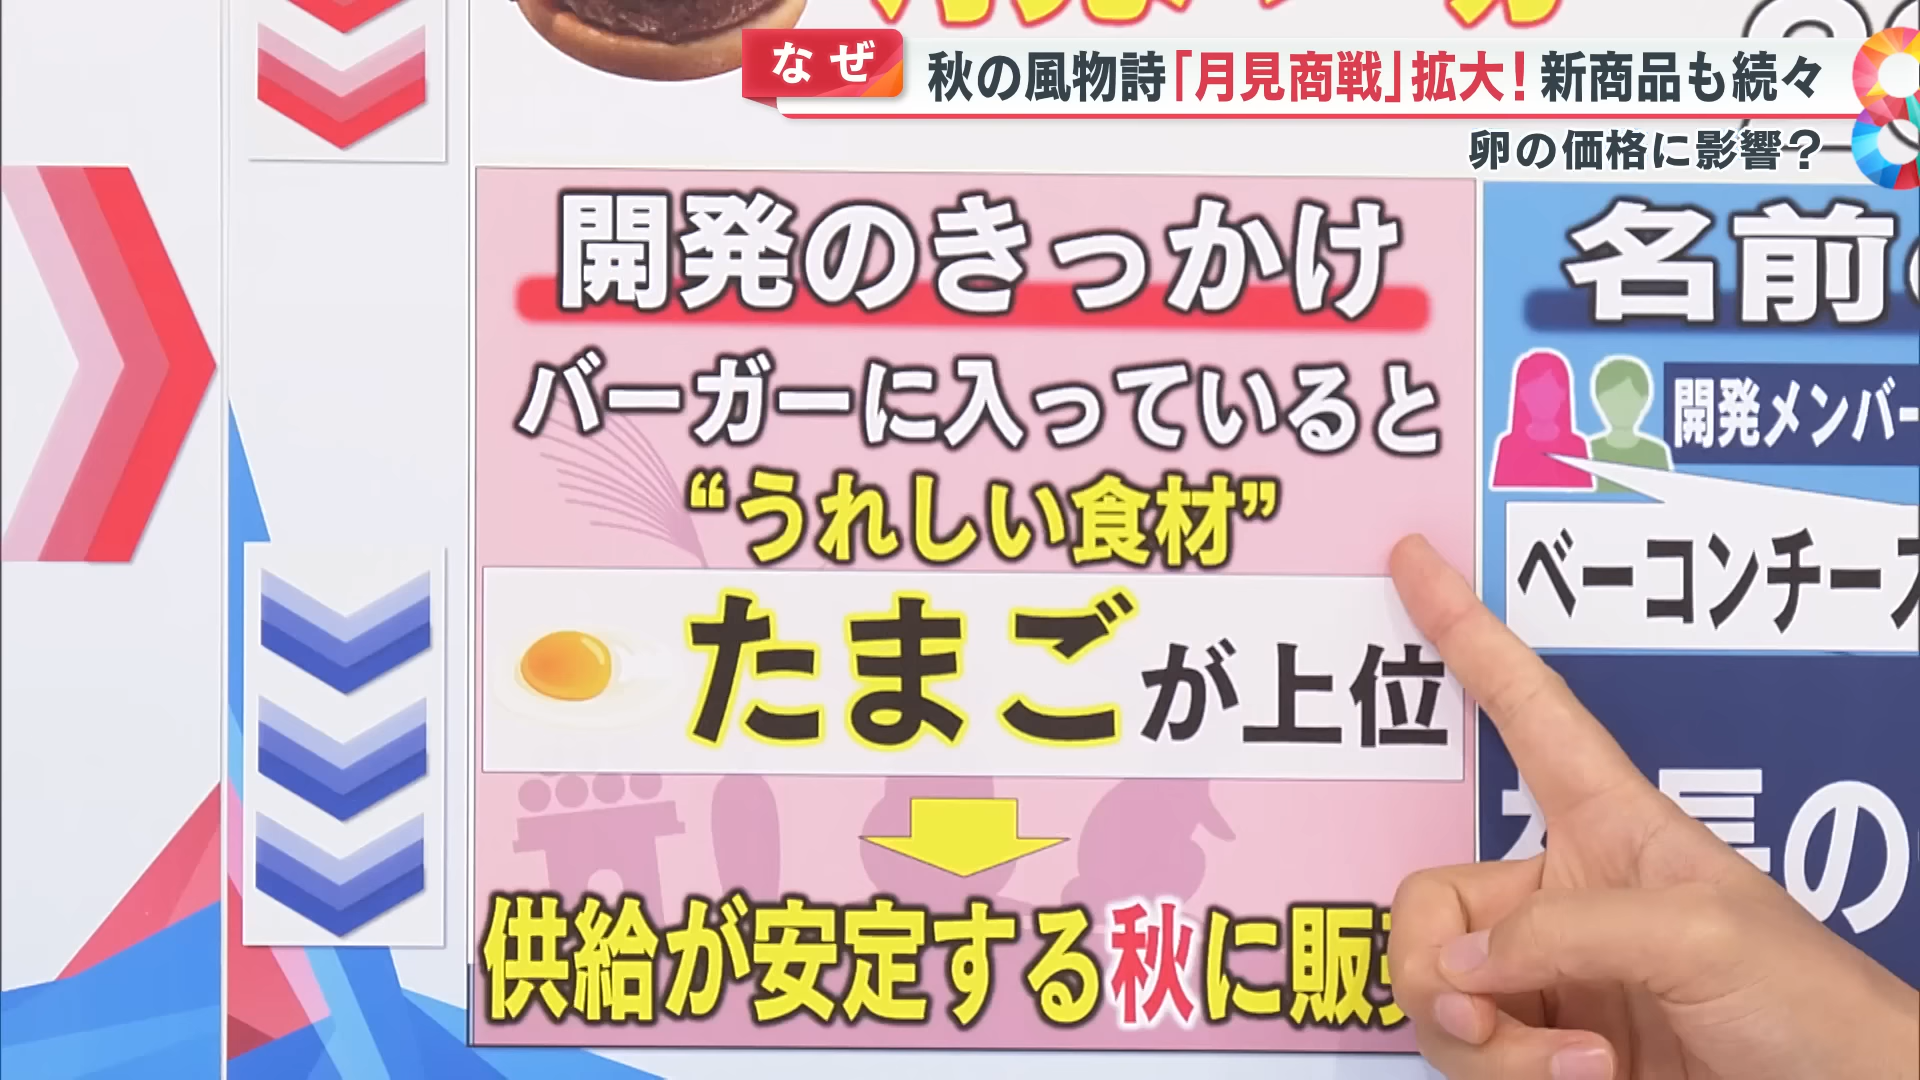 なぜ
秋の風物詩「月見商戦」拡大！新商品も続々
卵の価格に影響？
開発のきっかけ
バーガーに入っていると
“うれしい食材”
たまごが上位
供給が安定する秋に販
名前
開発メンバー
ベーコンチーズ
長の